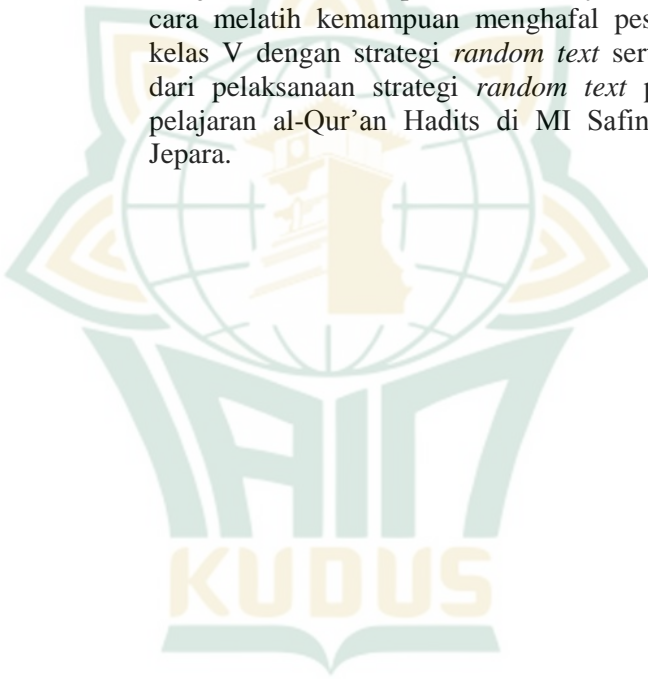 cara melatih kemampuan menghafal pes
kelas V dengan strategi random text ser
dari pelaksanaan strategi random text p
pelajaran al-Qur'an Hadits di MI Safin
Jepara.
IAIN
KUDUS